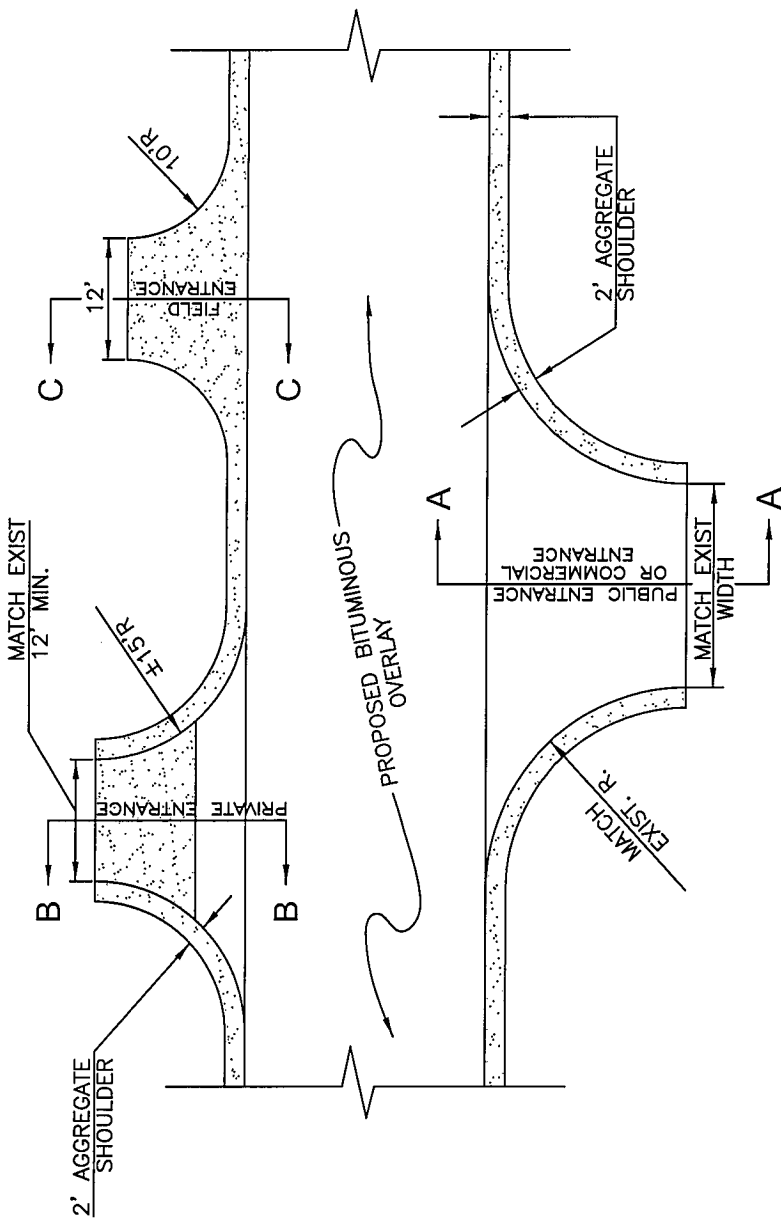 MATCH EXIST
12' MIN.
2' AGGREGATE
SHOULDER
±15'R
12'
10'R
B
B
PRIVATE ENTRANCE
C
C
FIELD
ENTRANCE
PROPOSED BITUMINOUS
OVERLAY
A
A
PUBLIC ENTRANCE
OR COMMERCIAL
ENTRANCE
MATCH EXIST
WIDTH
MATCH
EXIST. R.
2' AGGREGATE
SHOULDER